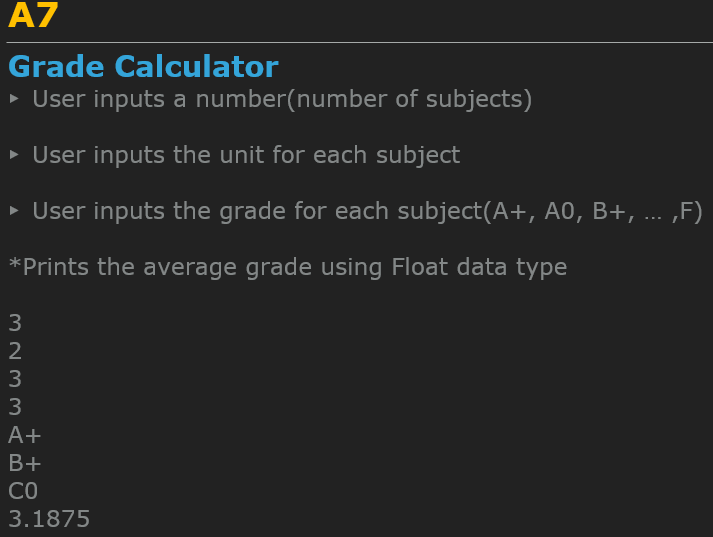 A7
Grade Calculator
▸ User inputs a number(number of subjects)
▸ User inputs the unit for each subject
▸ User inputs the grade for each subject(A+, A0, B+, … ,F)
*Prints the average grade using Float data type
3
2
3
3
A+
B+
C0
3.1875